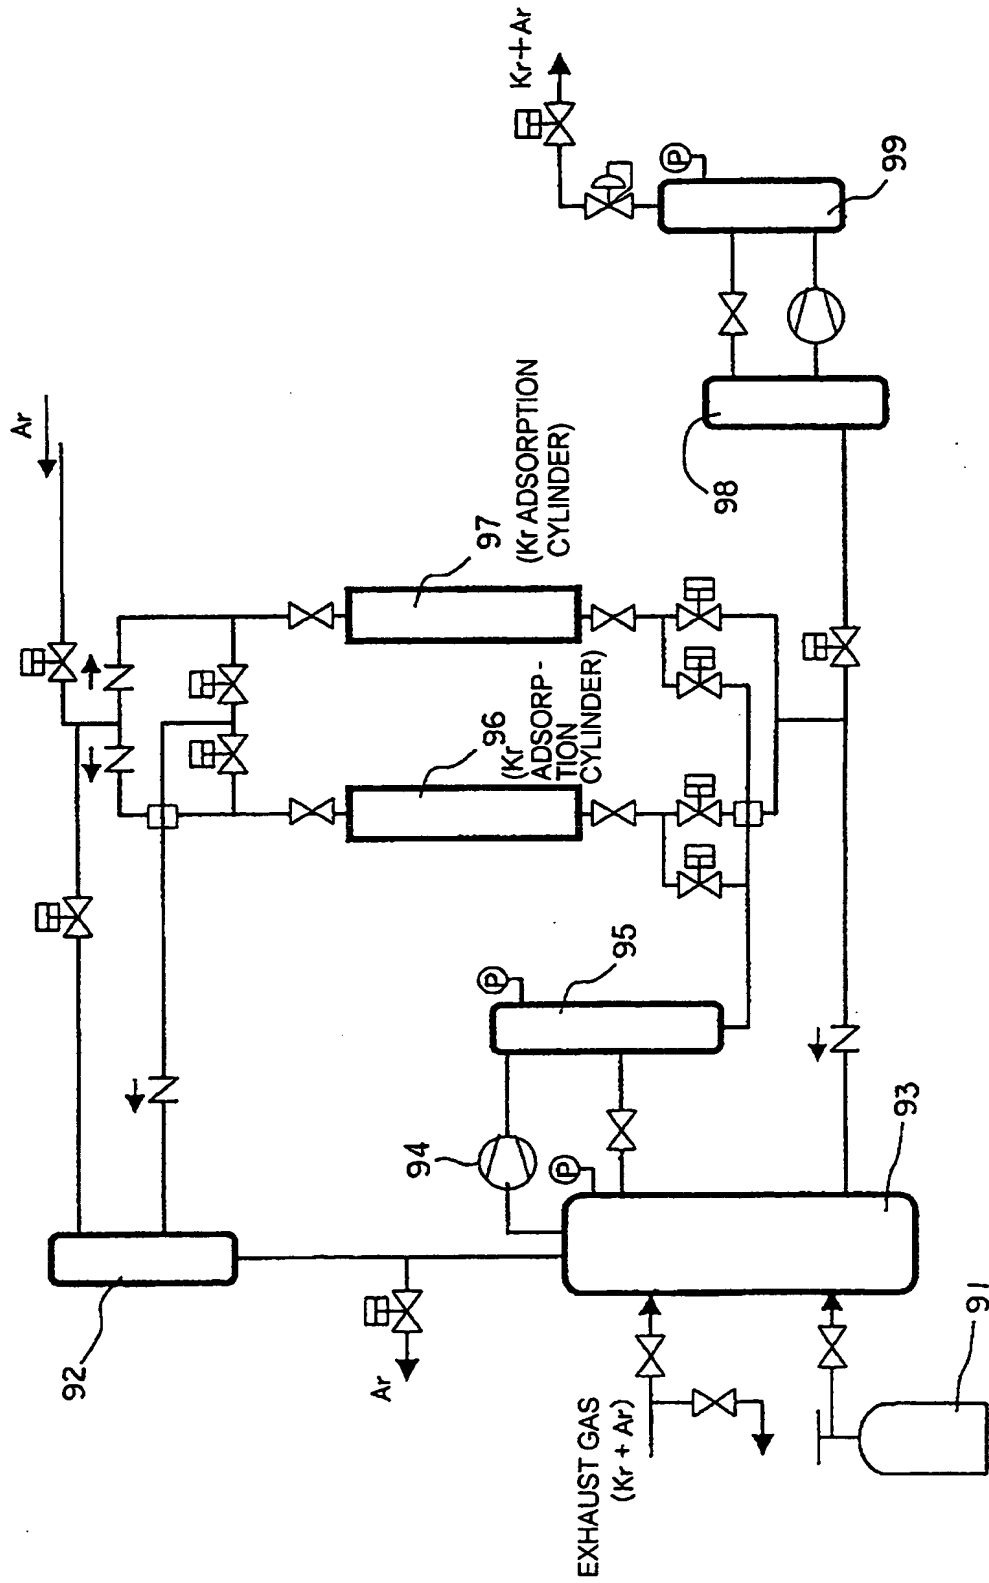 Ar
Kr+Ar
P
99
98
97
(Kr ADSORPTION
CYLINDER)
96
(Kr
ADSORP-
TION
CYLINDER)
P
95
94
P
93
92
Ar
EXHAUST GAS
(Kr + Ar)
91